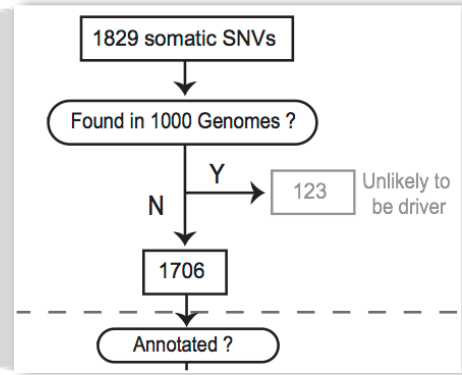 1829 somatic SNVs
Found in 1000 Genomes ?
Y
123
Unlikely to
be driver
N
1706
Annotated ?